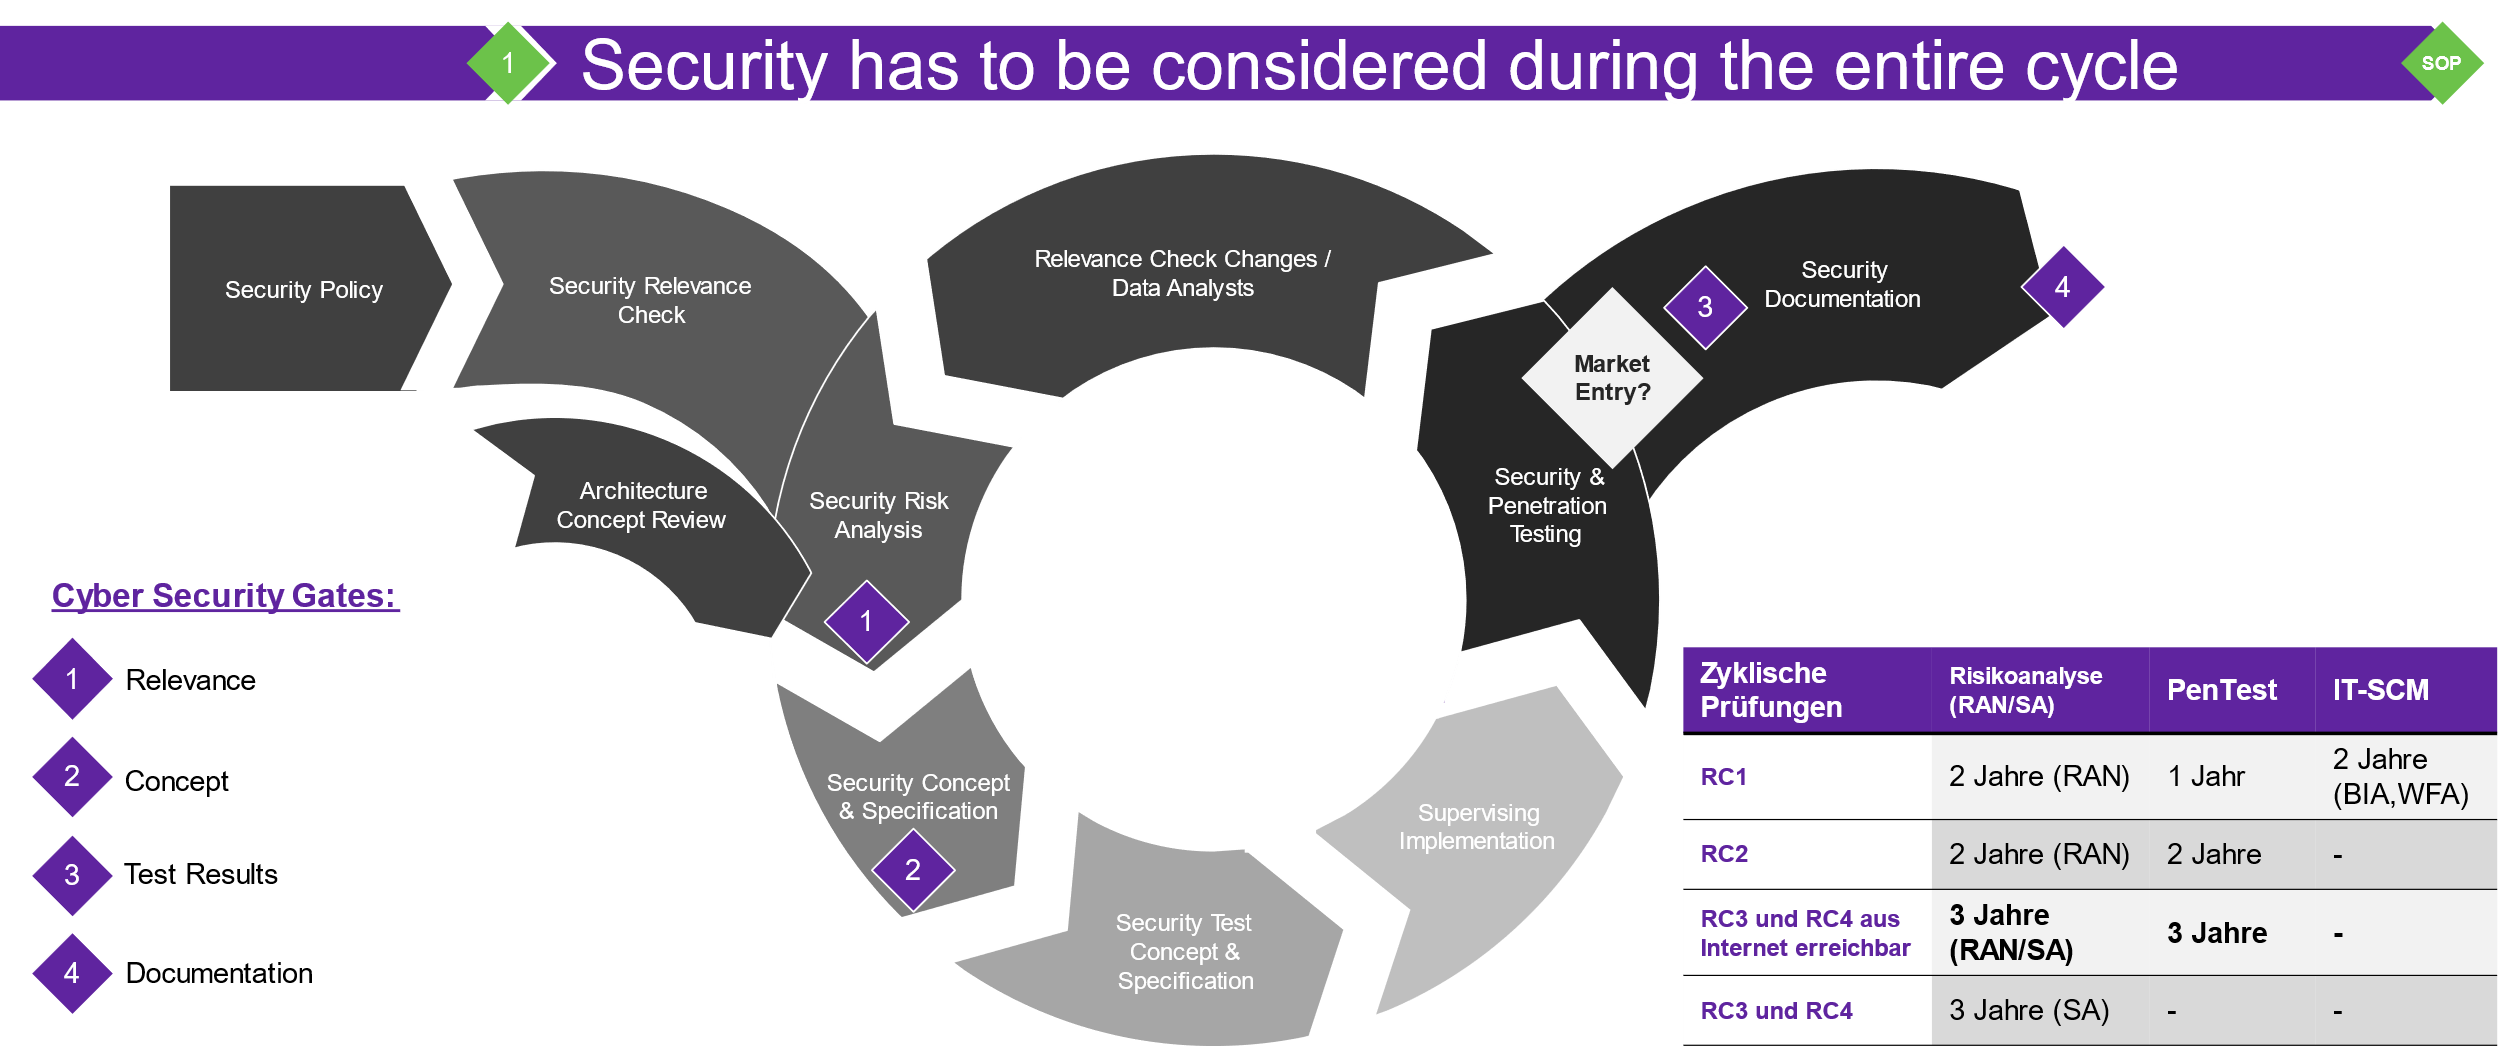 1
Security has to be considered during the entire cycle
SOP
Security Policy
Security Relevance
Check
Architecture
Concept Review
Security Risk
Analysis
1
Security Concept
& Specification
2
Security Test
Concept &
Specification
Supervising
Implementation
Security &
Penetration
Testing
Relevance Check Changes /
Data Analysts
Market
Entry?
3
Security
Documentation
4
Cyber Security Gates:
1
Relevance
2
Concept
3
Test Results
4
Documentation
Zyklische
Prüfungen
Risikoanalyse
(RAN/SA)
PenTest
IT-SCM
RC1
2 Jahre (RAN)
1 Jahr
2 Jahre
(BIA,WFA)
RC2
2 Jahre (RAN)
2 Jahre
-
RC3 und RC4 aus
Internet erreichbar
3 Jahre
(RAN/SA)
3 Jahre
-
RC3 und RC4
3 Jahre (SA)
-
-